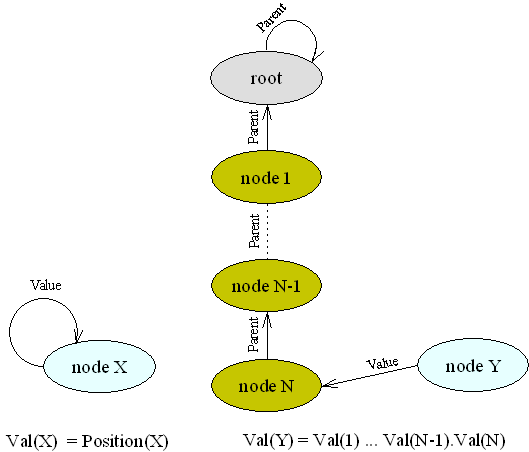 Parent
root
Parent
node 1
Parent
node N-1
Value
Parent
Value
node X
node N
node Y
Val(X) = Position(X)
Val(Y) = Val(1) ... Val(N-1).Val(N)